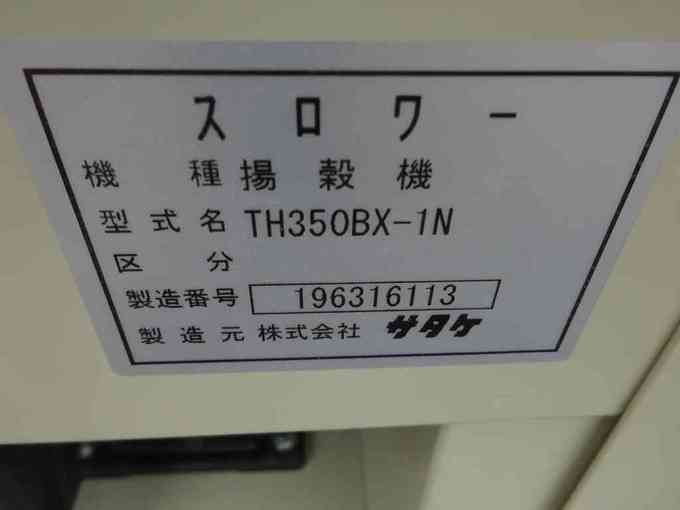 スロワー
機種 揚穀機
型式名 TH350BX-1N
区分
製造番号 196316113
製造元 株式会社 サタケ